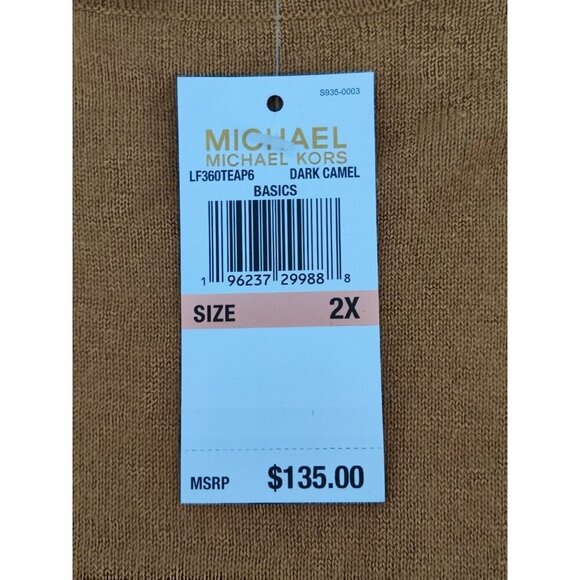 S935-0003
MICHAEL
MICHAEL KORS
LF360TEAP6 DARK CAMEL
BASICS
1 96237 29988 8
SIZE 2X
MSRP $135.00